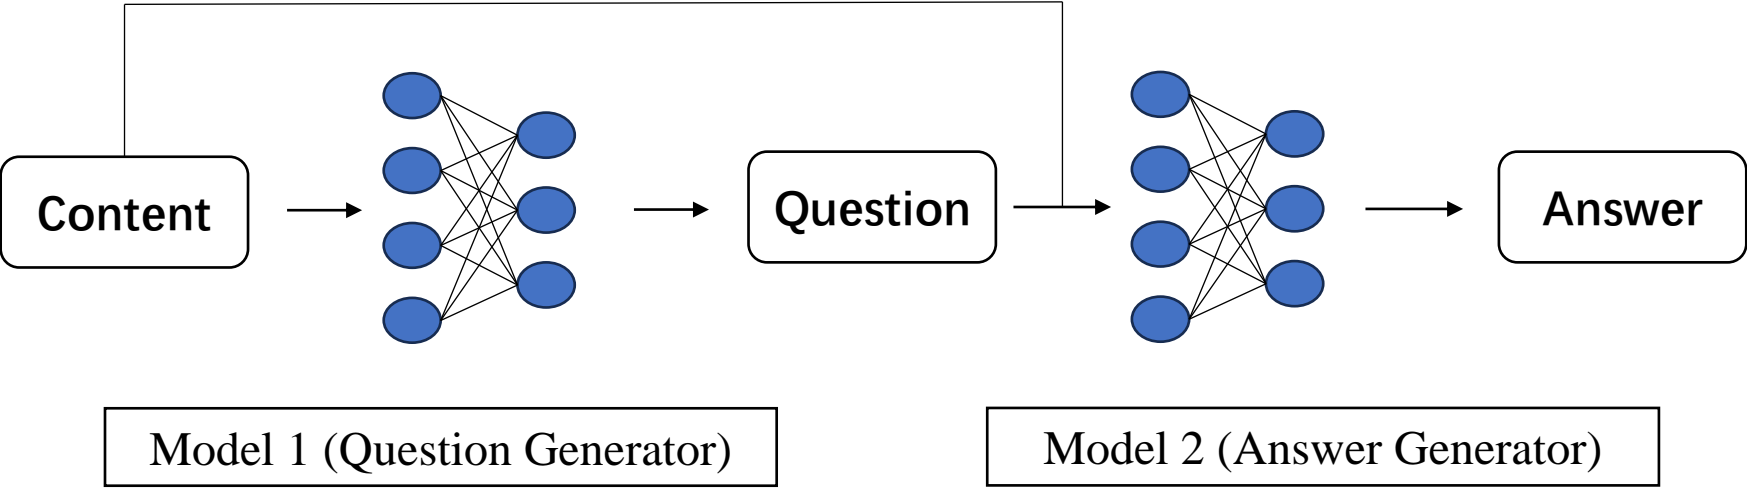 Content
Question
Answer
Model 1 (Question Generator)
Model 2 (Answer Generator)